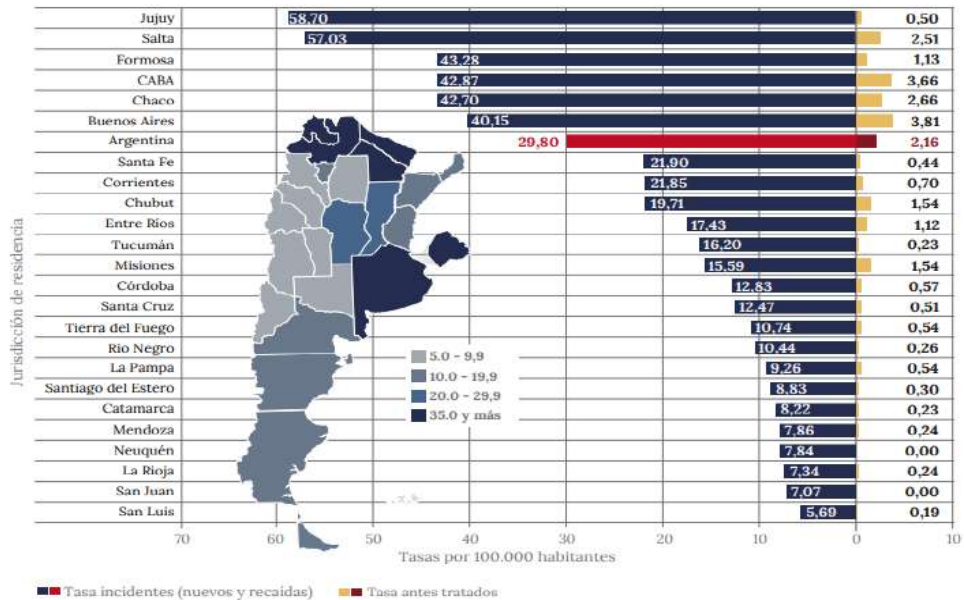 Jujuy 58,70 0,50
Salta 57,03 2,51
Formosa 43,28 1,13
CABA 42,87 3,66
Chaco 42,70 2,66
Buenos Aires 40,15 3,81
Argentina 29,80 2,16
Santa Fe 21,90 0,44
Corrientes 21,85 0,70
Chubut 19,71 1,54
Entre Ríos 17,43 1,12
Tucumán 16,20 0,23
Misiones 15,59 1,54
Córdoba 12,83 0,57
Santa Cruz 12,47 0,51
Tierra del Fuego 10,74 0,54
Rio Negro 10,44 0,26
La Pampa 9,26 0,54
Santiago del Estero 8,83 0,30
Catamarca 8,22 0,23
Mendoza 7,86 0,24
Neuquén 7,84 0,00
La Rioja 7,34 0,24
San Juan 7,07 0,00
San Luis 5,69 0,19
Jurisdicción de residencia
5.0 - 9,9
10.0 - 19,9
20.0 - 29,9
35.0 y más
70 60 50 40 30 20 10 0 10
Tasas por 100.000 habitantes
Tasa incidentes (nuevos y recaídas) Tasa antes tratados